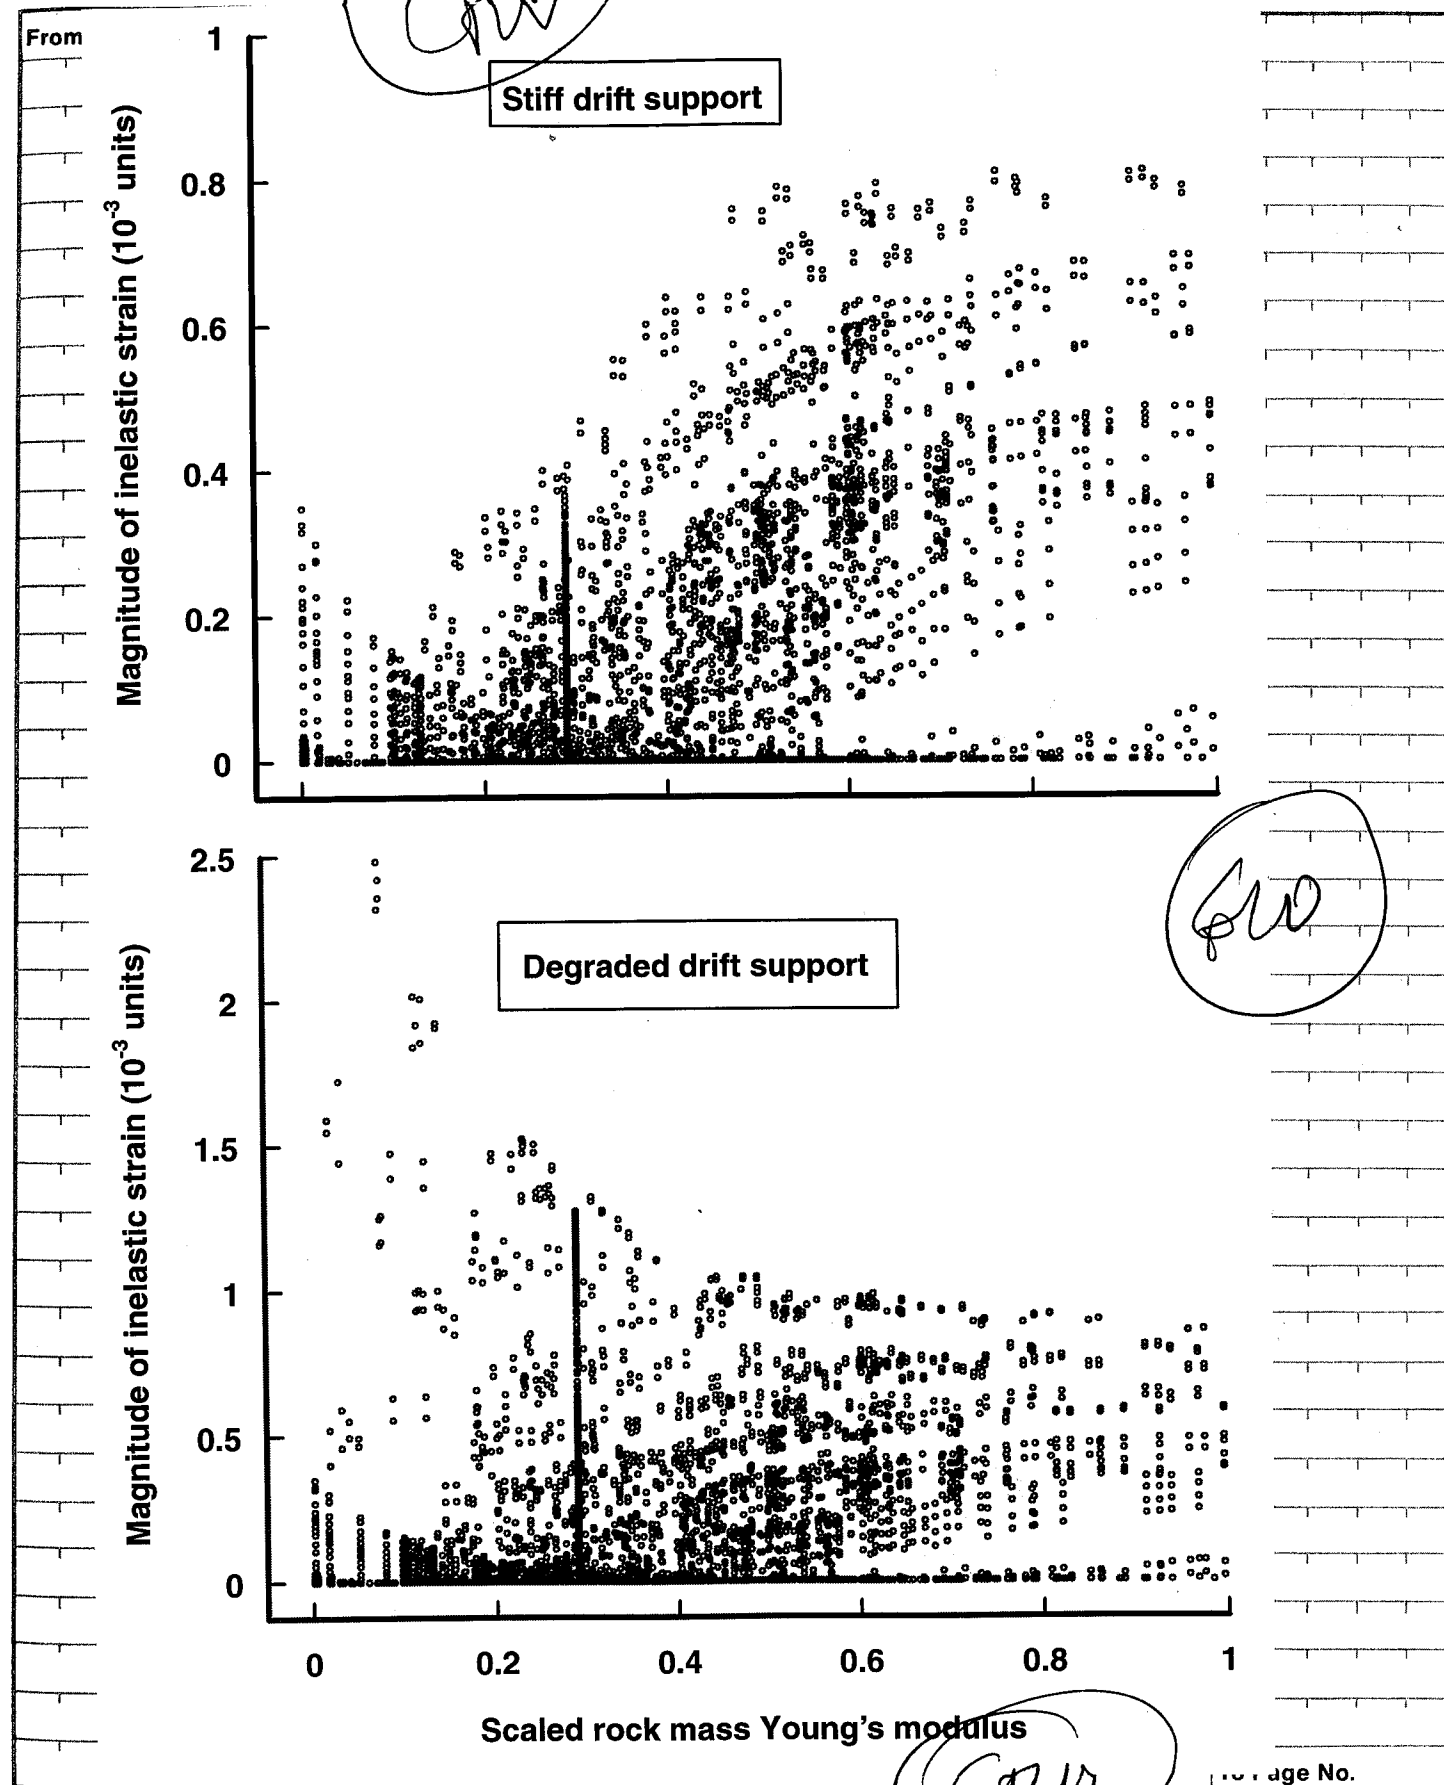 From
Stiff drift support
Magnitude of inelastic strain (10-3 units)
1
0.8
0.6
0.4
0.2
0
Degraded drift support
Magnitude of inelastic strain (10-3 units)
2.5
2
1.5
1
0.5
0
0 0.2 0.4 0.6 0.8 1
Scaled rock mass Young's modulus
age No.